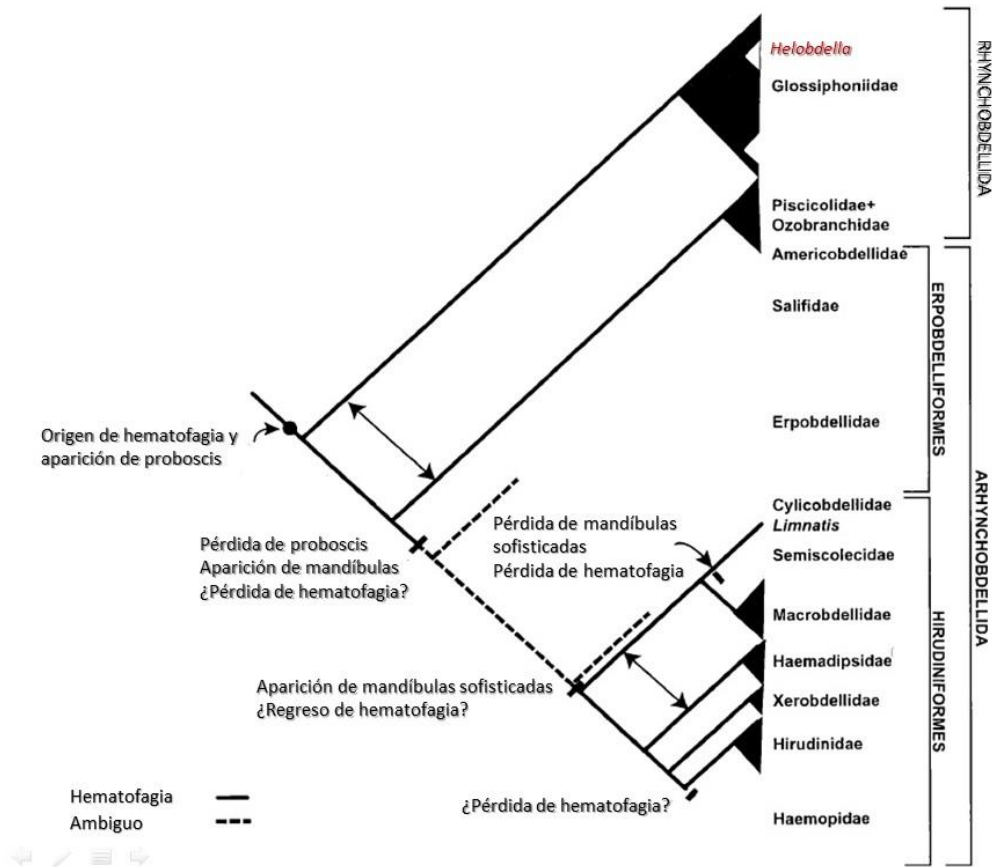 Helobdella
Glossiphoniidae
Piscicolidae+
Ozobranchidae
Americobdellidae
Salifidae
Erpobdellidae
Cylicobdellidae
Limnatis
Semiscolecidae
Macrobdellidae
Haemadipsidae
Xerobdellidae
Hirudinidae
Haemopidae
RHYNCHOBDELLIDA
ERPOBDELLIFORMES
HIRUDINIFORMES
ARHYNCHOBDELLIDA
Origen de hematofagia y
aparición de proboscis
Pérdida de proboscis
Aparición de mandíbulas
¿Pérdida de hematofagia?
Pérdida de mandíbulas
sofisticadas
Pérdida de hematofagia
Aparición de mandíbulas sofisticadas
¿Regreso de hematofagia?
¿Pérdida de hematofagia?
Hematofagia
Ambiguo